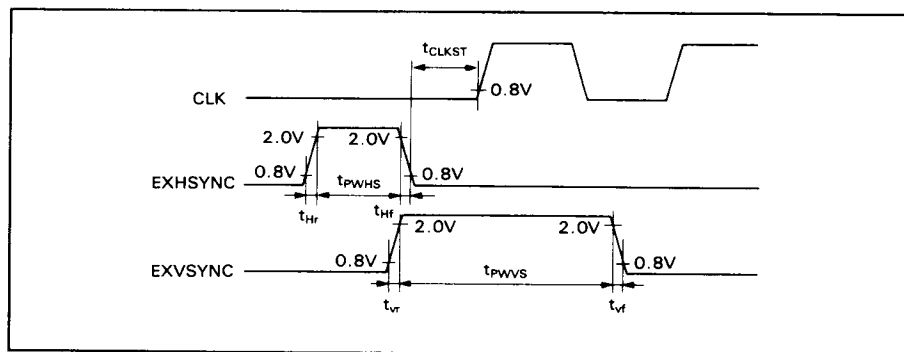 tCLKST
CLK
0.8V
2.0V
2.0V
EXHSYNC
0.8V
tPWHS
0.8V
tHr
tHf
2.0V
2.0V
EXVSYNC
0.8V
tPWVS
0.8V
tvr
tvf